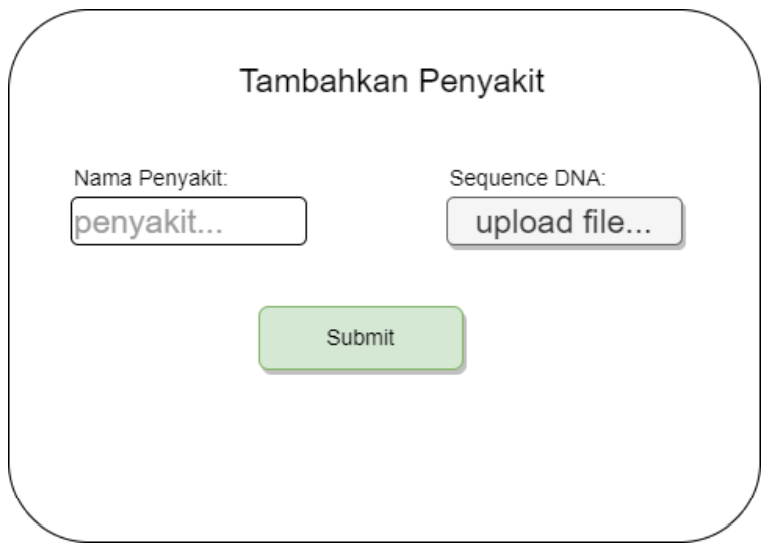 Tambahkan Penyakit
Nama Penyakit:
Sequence DNA:
penyakit...
upload file...
Submit